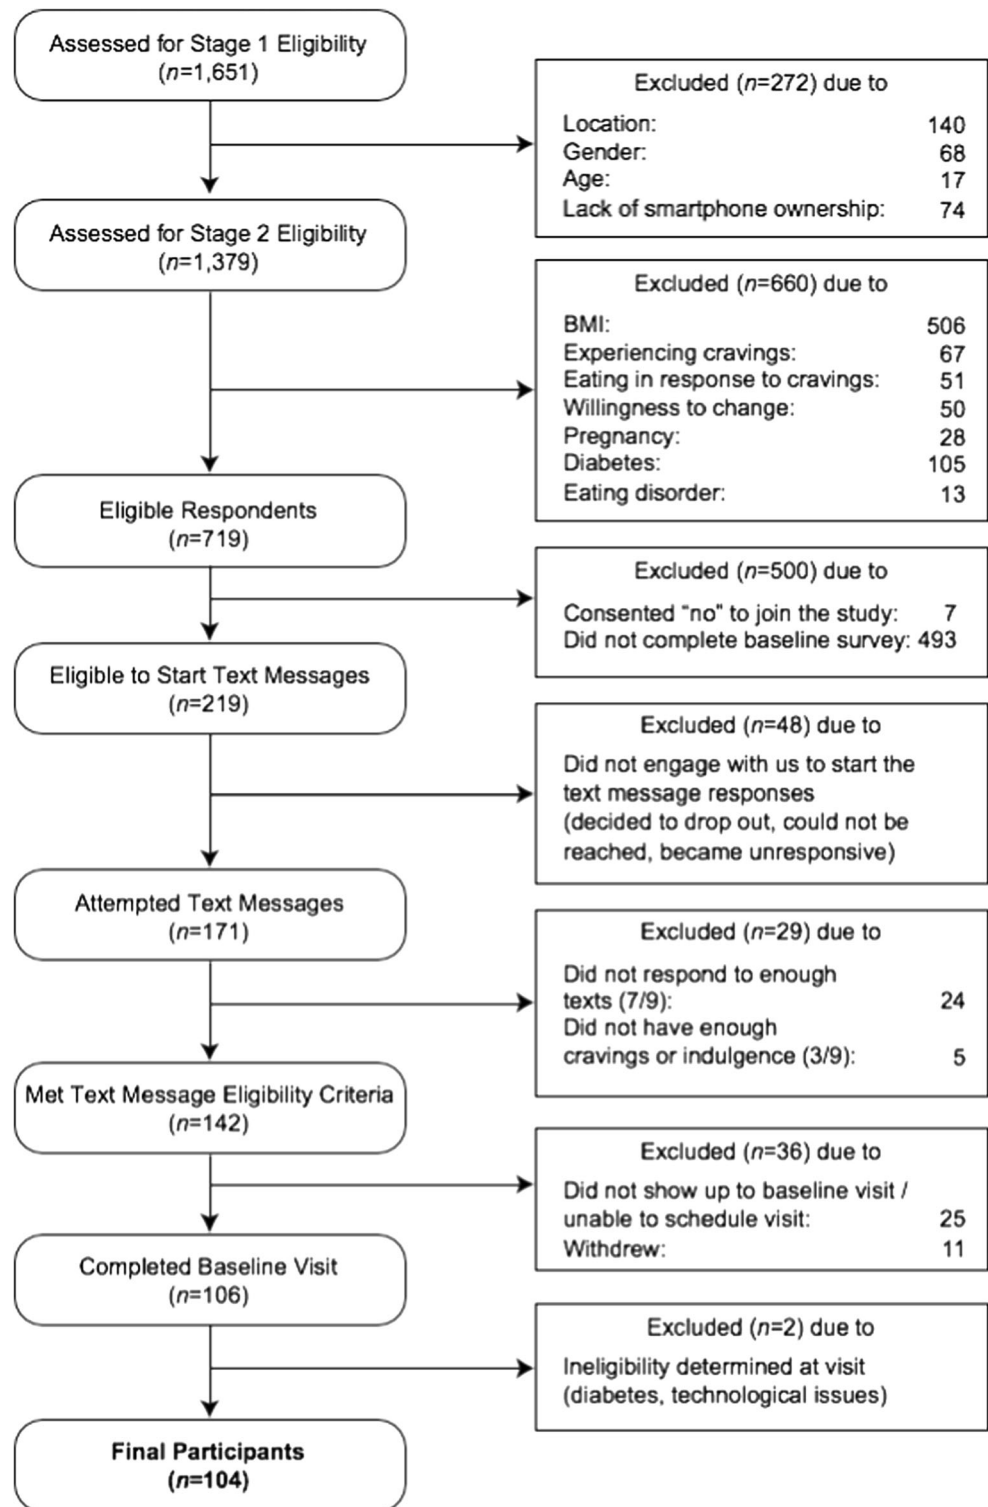 Assessed for Stage 1 Eligibility
(n=1,651)
Excluded (n=272) due to
Location: 140
Gender: 68
Age: 17
Lack of smartphone ownership: 74
Assessed for Stage 2 Eligibility
(n=1,379)
Excluded (n=660) due to
BMI: 506
Experiencing cravings: 67
Eating in response to cravings: 51
Willingness to change: 50
Pregnancy: 28
Diabetes: 105
Eating disorder: 13
Eligible Respondents
(n=719)
Excluded (n=500) due to
Consented “no” to join the study: 7
Did not complete baseline survey: 493
Eligible to Start Text Messages
(n=219)
Excluded (n=48) due to
Did not engage with us to start the
text message responses
(decided to drop out, could not be
reached, became unresponsive)
Attempted Text Messages
(n=171)
Excluded (n=29) due to
Did not respond to enough
texts (7/9): 24
Did not have enough
cravings or indulgence (3/9): 5
Met Text Message Eligibility Criteria
(n=142)
Excluded (n=36) due to
Did not show up to baseline visit /
unable to schedule visit: 25
Withdrew: 11
Completed Baseline Visit
(n=106)
Excluded (n=2) due to
Ineligibility determined at visit
(diabetes, technological issues)
Final Participants
(n=104)